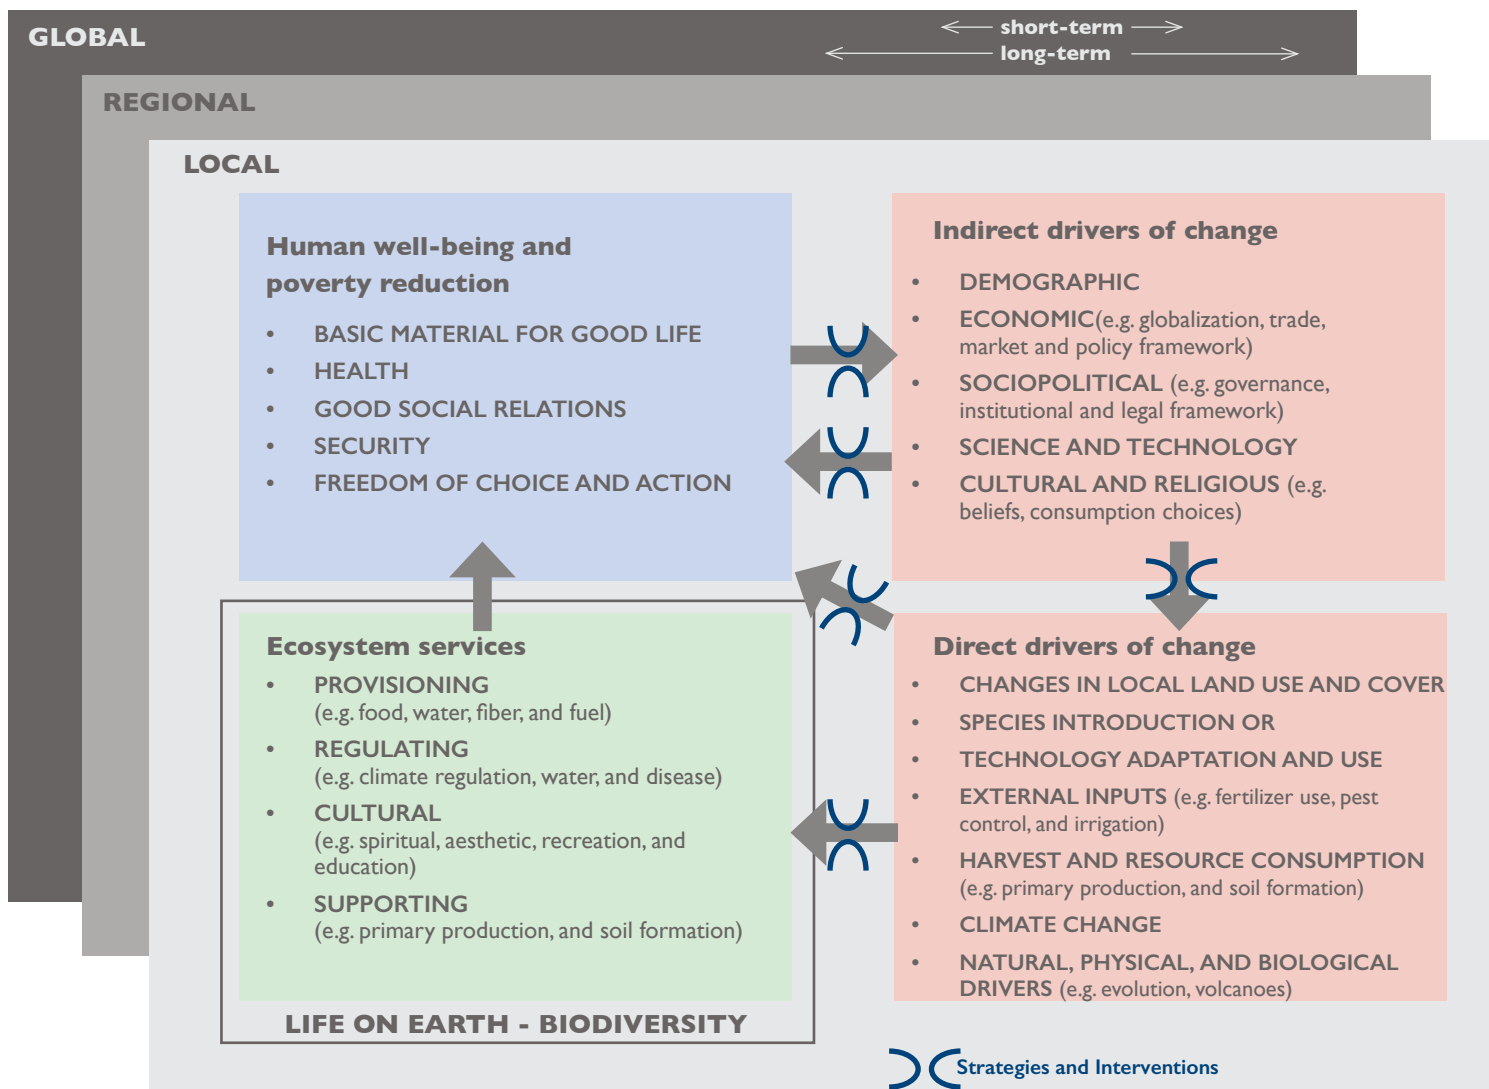 GLOBAL
short-term
long-term
REGIONAL
LOCAL
Human well-being and
poverty reduction
• BASIC MATERIAL FOR GOOD LIFE
• HEALTH
• GOOD SOCIAL RELATIONS
• SECURITY
• FREEDOM OF CHOICE AND ACTION
Indirect drivers of change
• DEMOGRAPHIC
• ECONOMIC(e.g. globalization, trade,
market and policy framework)
• SOCIOPOLITICAL (e.g. governance,
institutional and legal framework)
• SCIENCE AND TECHNOLOGY
• CULTURAL AND RELIGIOUS (e.g.
beliefs, consumption choices)
Ecosystem services
• PROVISIONING
(e.g. food, water, fiber, and fuel)
• REGULATING
(e.g. climate regulation, water, and disease)
• CULTURAL
(e.g. spiritual, aesthetic, recreation, and
education)
• SUPPORTING
(e.g. primary production, and soil formation)
LIFE ON EARTH - BIODIVERSITY
Direct drivers of change
• CHANGES IN LOCAL LAND USE AND COVER
• SPECIES INTRODUCTION OR
• TECHNOLOGY ADAPTATION AND USE
• EXTERNAL INPUTS (e.g. fertilizer use, pest
control, and irrigation)
• HARVEST AND RESOURCE CONSUMPTION
(e.g. primary production, and soil formation)
• CLIMATE CHANGE
• NATURAL, PHYSICAL, AND BIOLOGICAL
DRIVERS (e.g. evolution, volcanoes)
Strategies and Interventions